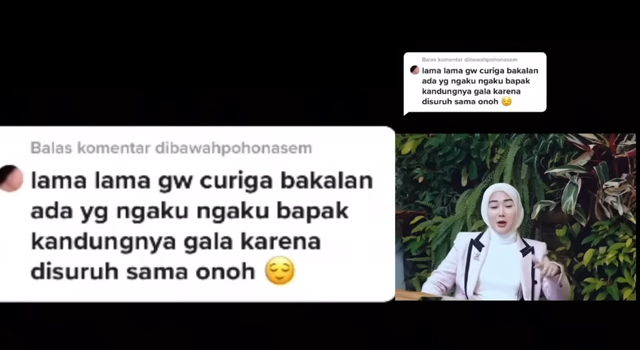 Balas komentar dibawahpohonasem
lama lama gw curiga bakalan
ada yg ngaku ngaku bapak
kandungnya gala karena
disuruh sama onoh 😌
Balas komentar dibawahpohonasem
lama lama gw curiga bakalan
ada yg ngaku ngaku bapak
kandungnya gala karena
disuruh sama onoh 😌